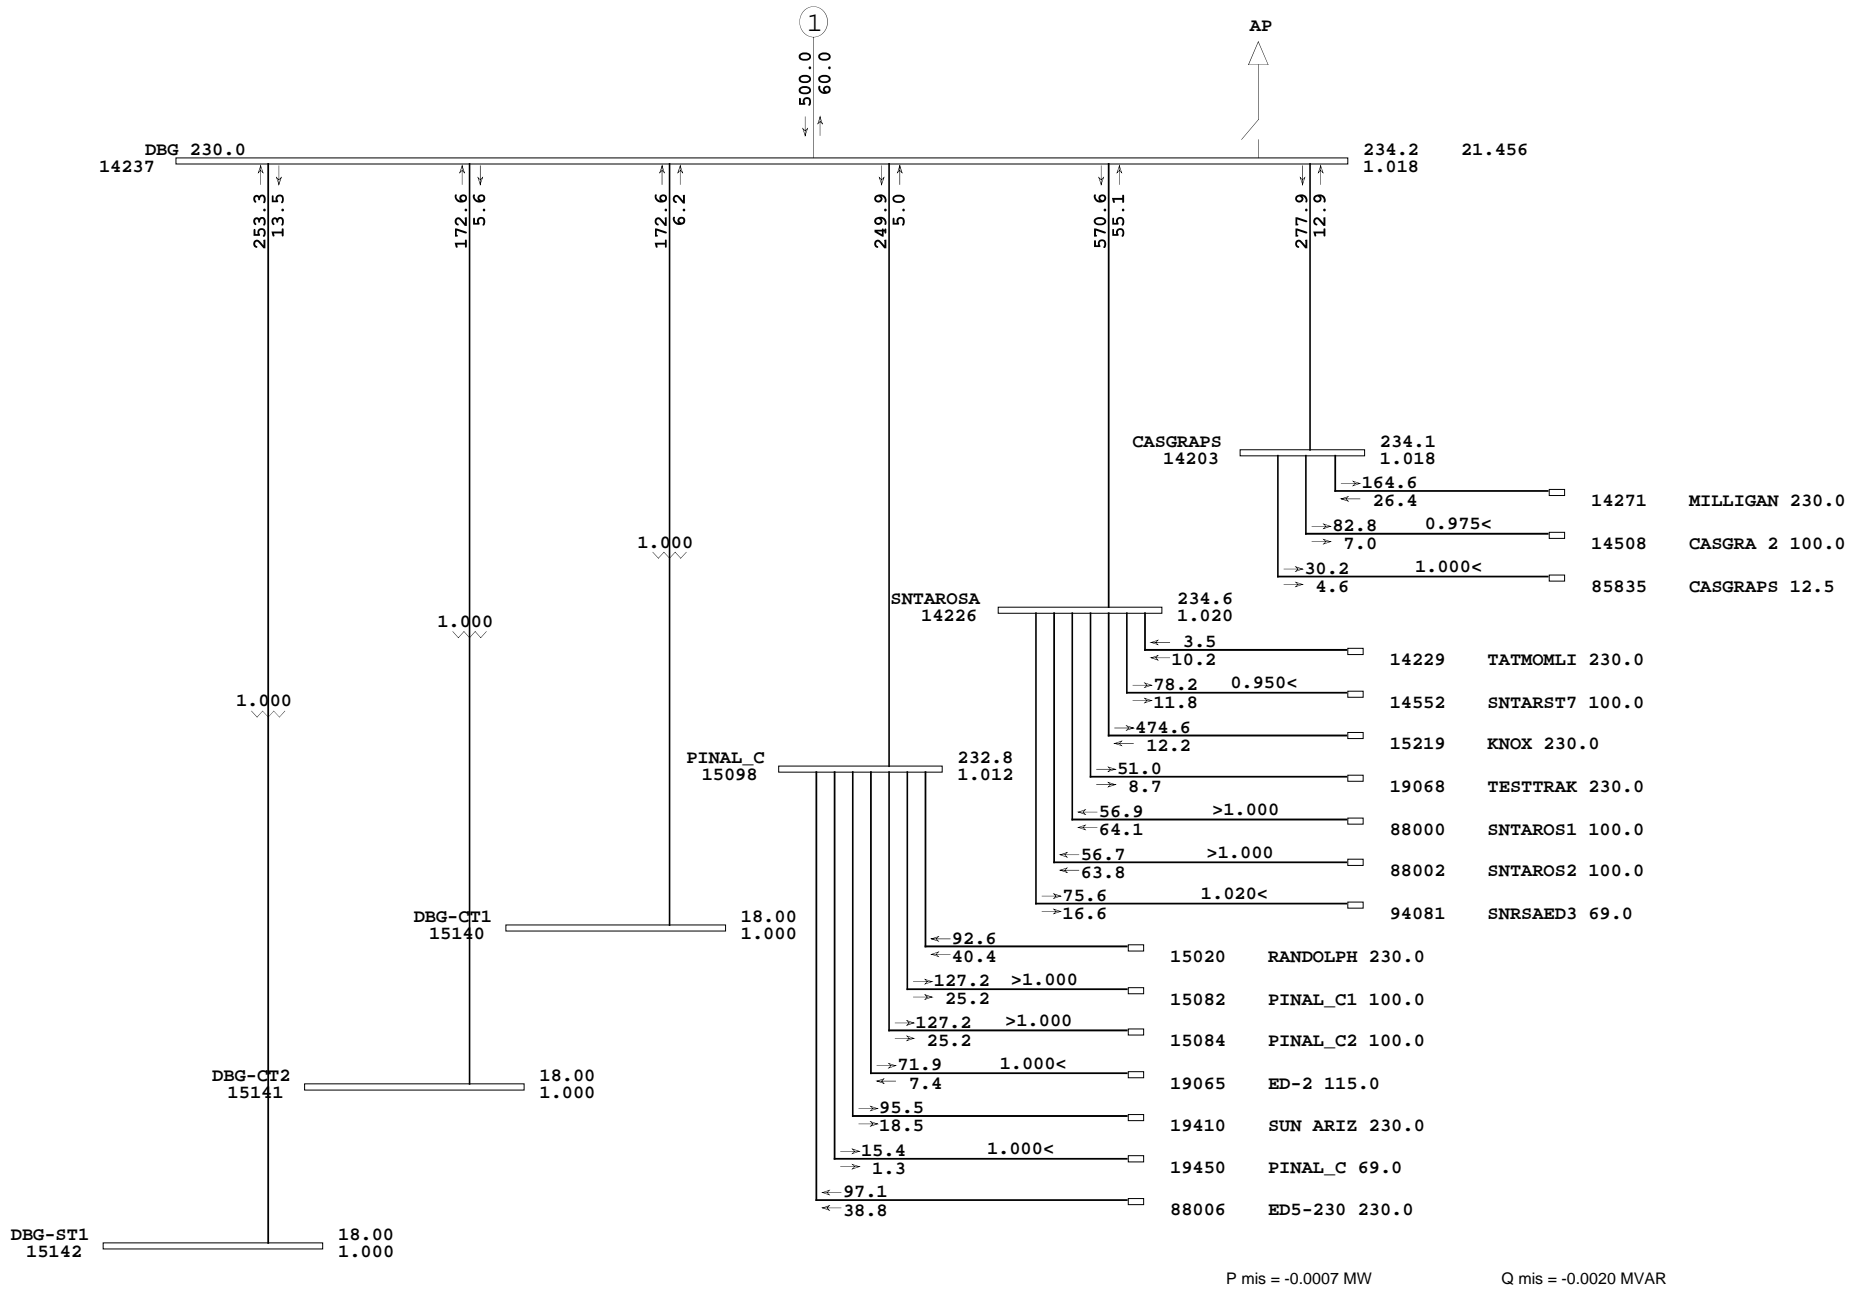 1
AP
500.0
60.0
DBG 230.0
14237
234.2 21.456
1.018
253.3
13.5
172.6
5.6
172.6
6.2
249.9
5.0
570.6
55.1
277.9
12.9
CASGRAPS
14203
234.1
1.018
164.6
26.4
14271 MILLIGAN 230.0
82.8 0.975<
7.0
14508 CASGRA 2 100.0
30.2 1.000<
4.6
85835 CASGRAPS 12.5
1.000
1.000
1.000
SNTAROSA
14226
234.6
1.020
3.5
10.2
14229 TATMOMLI 230.0
78.2 0.950<
11.8
14552 SNTARST7 100.0
474.6
12.2
15219 KNOX 230.0
51.0
8.7
19068 TESTTRAK 230.0
56.9 >1.000
64.1
88000 SNTAROS1 100.0
56.7 >1.000
63.8
88002 SNTAROS2 100.0
75.6 1.020<
16.6
94081 SNRSAED3 69.0
PINAL_C
15098
232.8
1.012
92.6
40.4
15020 RANDOLPH 230.0
127.2 >1.000
25.2
15082 PINAL_C1 100.0
127.2 >1.000
25.2
15084 PINAL_C2 100.0
71.9 1.000<
7.4
19065 ED-2 115.0
95.5
18.5
19410 SUN ARIZ 230.0
15.4 1.000<
1.3
19450 PINAL_C 69.0
97.1
38.8
88006 ED5-230 230.0
DBG-CT1
15140
18.00
1.000
DBG-CT2
15141
18.00
1.000
DBG-ST1
15142
18.00
1.000
P mis = -0.0007 MW
Q mis = -0.0020 MVAR